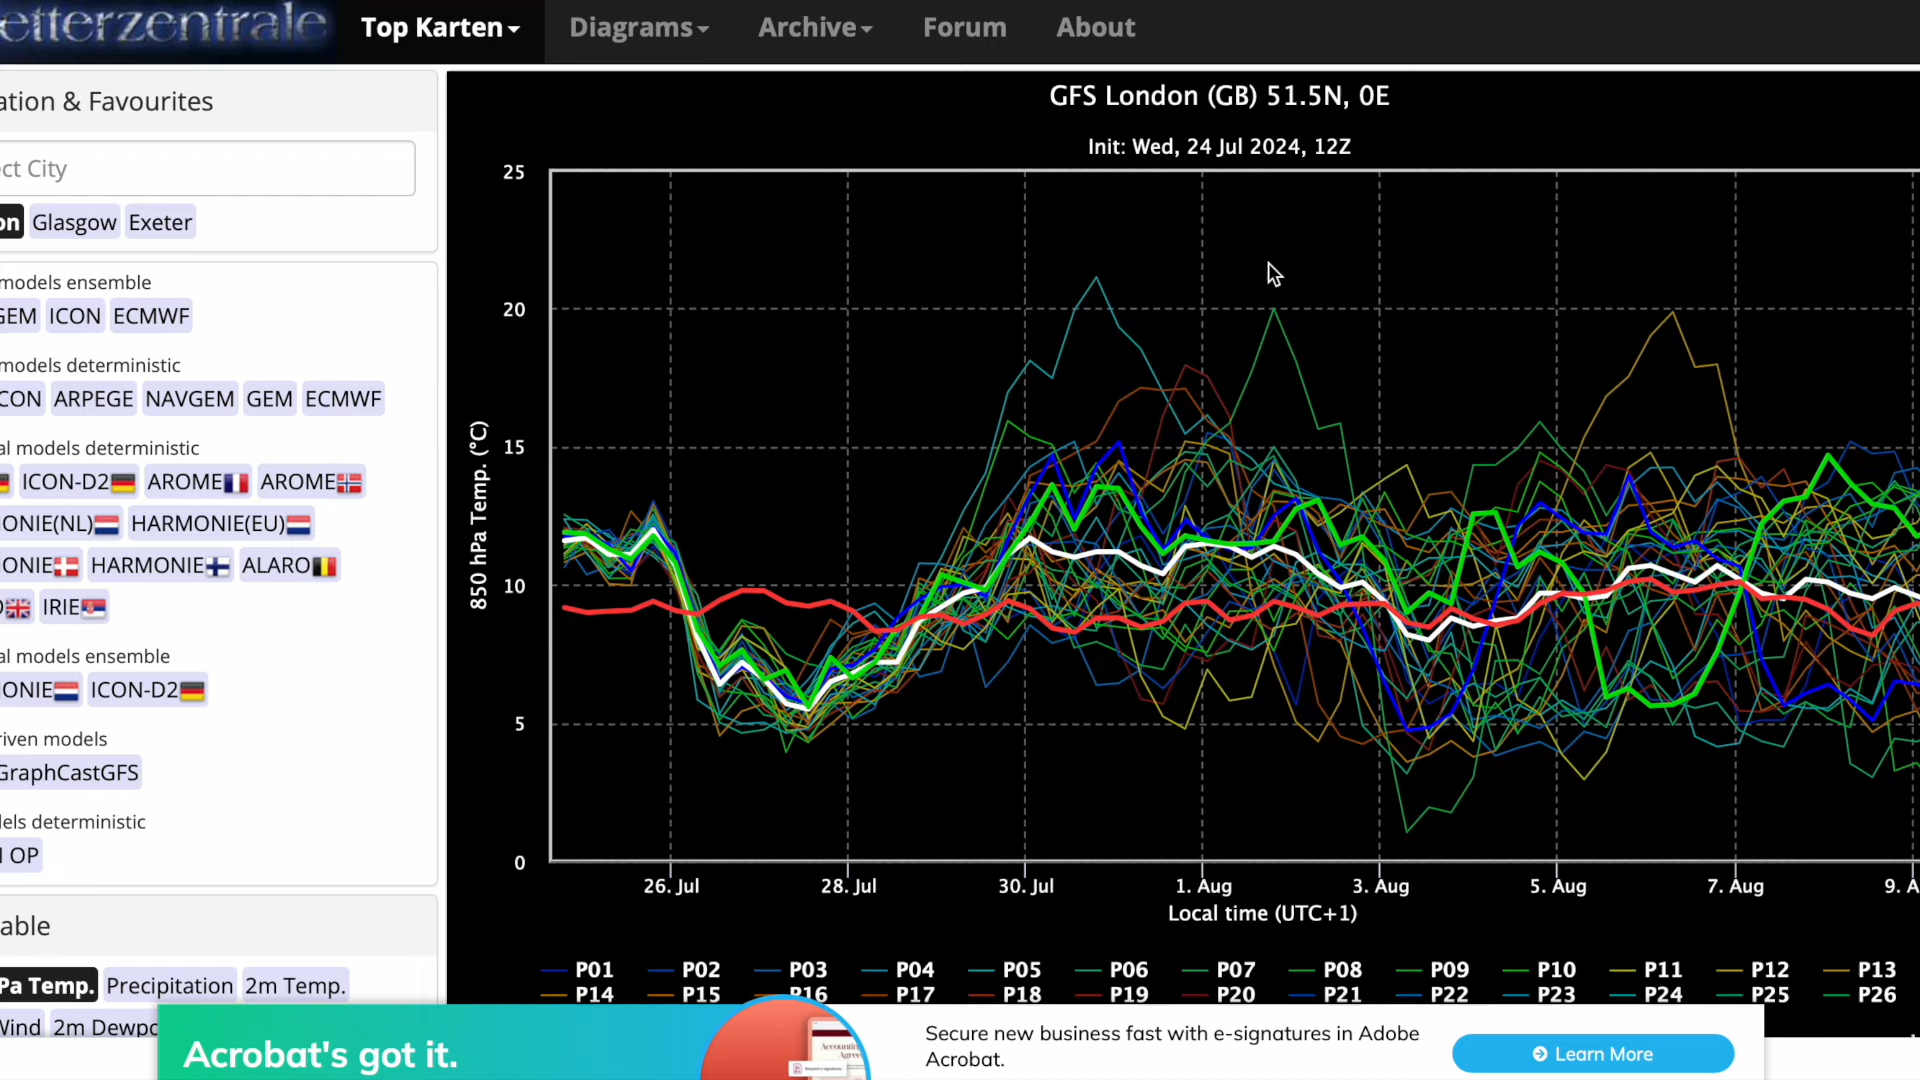 etterzentrale
Top Karten
Diagrams
Archive
Forum
About
ation & Favourites
ct City
on
Glasgow
Exeter
models ensemble
GEM
ICON
ECMWF
models deterministic
CON
ARPEGE
NAVGEM
GEM
ECMWF
al models deterministic
ICON-D2
AROME
AROME
ONIE(NL)
HARMONIE(EU)
ONIE
HARMONIE
ALARO
IRIE
al models ensemble
ONIE
ICON-D2
riven models
GraphCastGFS
els deterministic
OP
able
Pa Temp.
Precipitation
2m Temp.
Wind
2m Dewpo
GFS London (GB) 51.5N, 0E
Init: Wed, 24 Jul 2024, 12Z
25
20
15
10
5
0
850 hPa Temp. (°C)
26. Jul
28. Jul
30. Jul
1. Aug
3. Aug
5. Aug
7. Aug
9. A
Local time (UTC+1)
P01 P02 P03 P04 P05 P06 P07 P08 P09 P10 P11 P12 P13
P14 P15 P16 P17 P18 P19 P20 P21 P22 P23 P24 P25 P26
Acrobat's got it.
Secure new business fast with e-signatures in Adobe
Acrobat.
Learn More